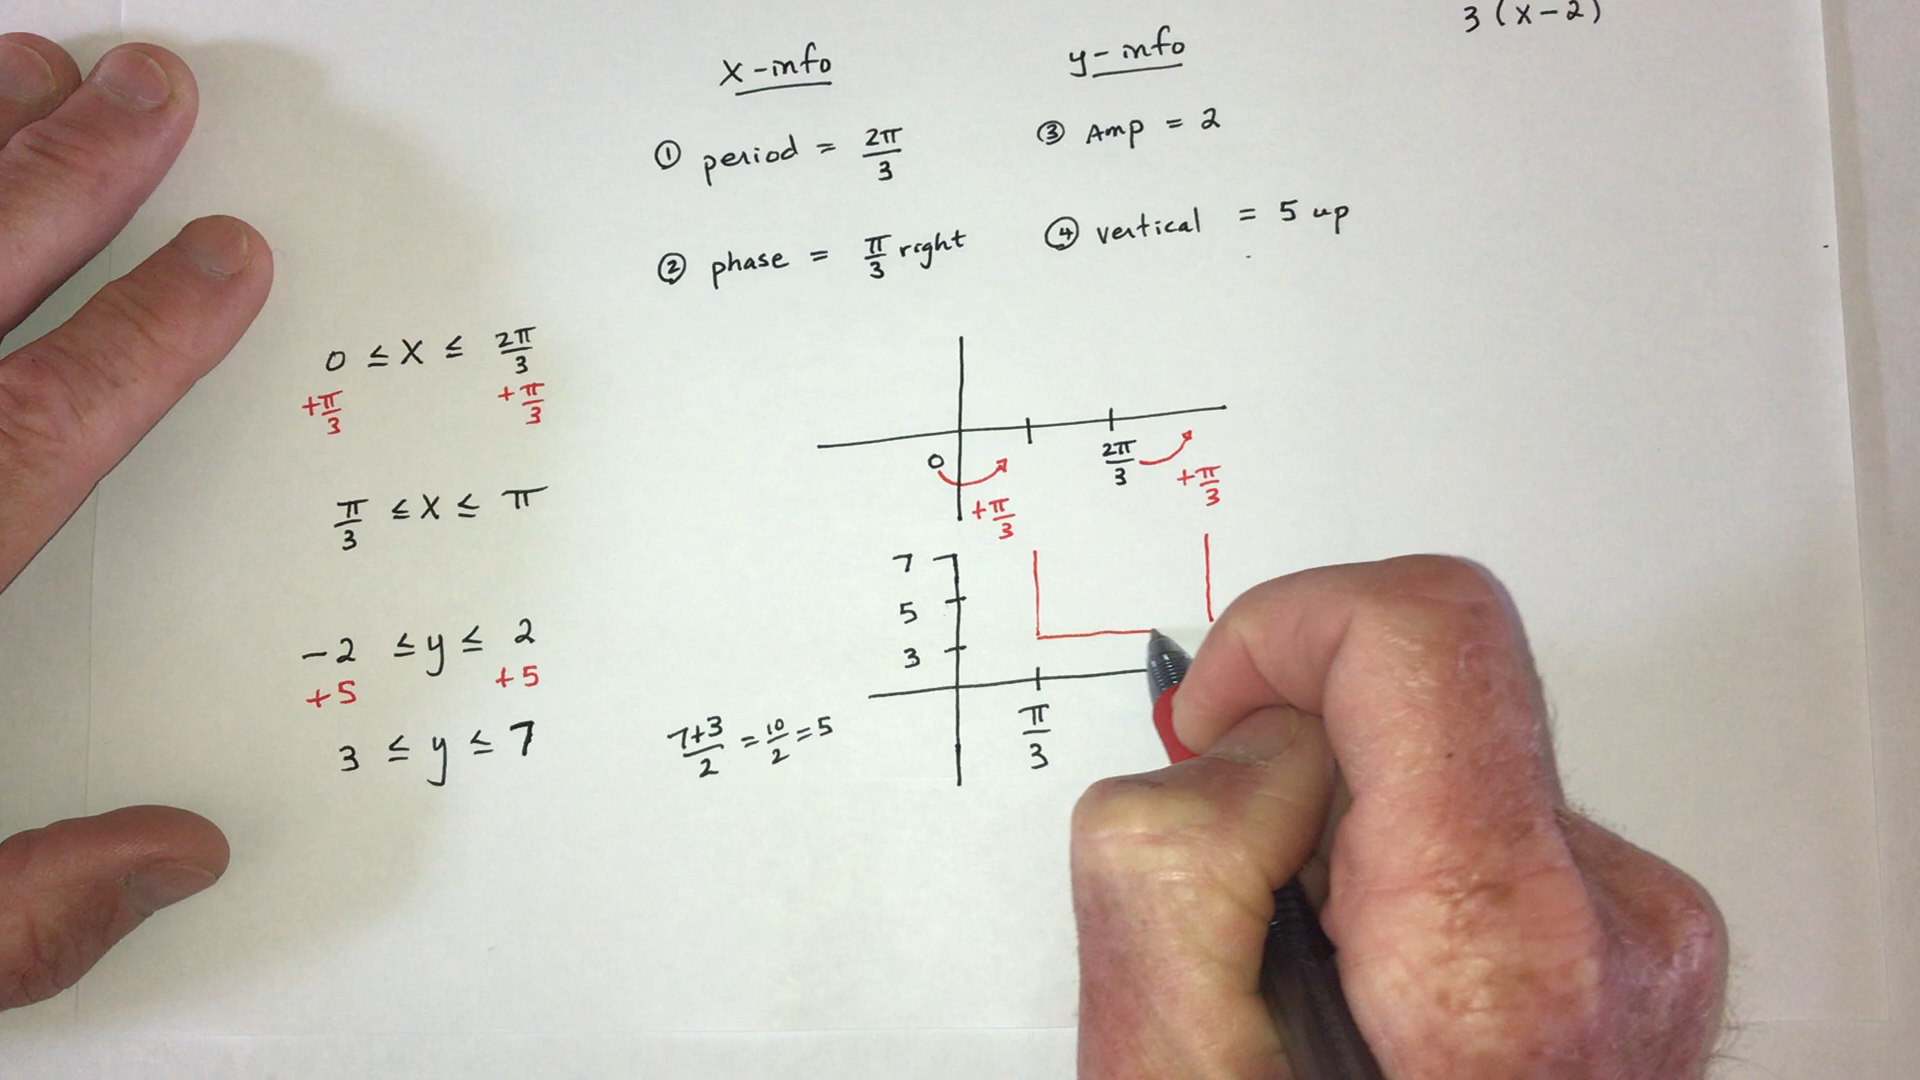 3(x-2)
x-info
y-info
① period = 2π/3
③ Amp = 2
② phase = π/3 right
④ vertical = 5 up
0 ≤ x ≤ 2π/3
+π/3 +π/3
π/3 ≤ x ≤ π
-2 ≤ y ≤ 2
+5 +5
3 ≤ y ≤ 7
0 2π/3
+π/3 +π/3
7
5
3
π/3
7+3/2 = 10/2 = 5